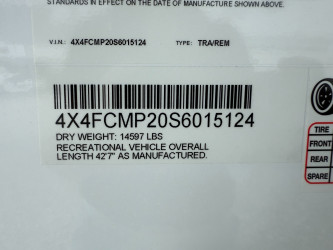 STANDARDS IN EFFECT ON THE DATE OF MANUFACTURE SHOWN ABOVE.
V.I.N.: 4X4FCMP20S6015124 TYPE: TRA/REM
4X4FCMP20S6015124
DRY WEIGHT: 14597 LBS
RECREATIONAL VEHICLE OVERALL
LENGTH 42'7" AS MANUFACTURED.
TIRE
FRONT
REAR
SPARE